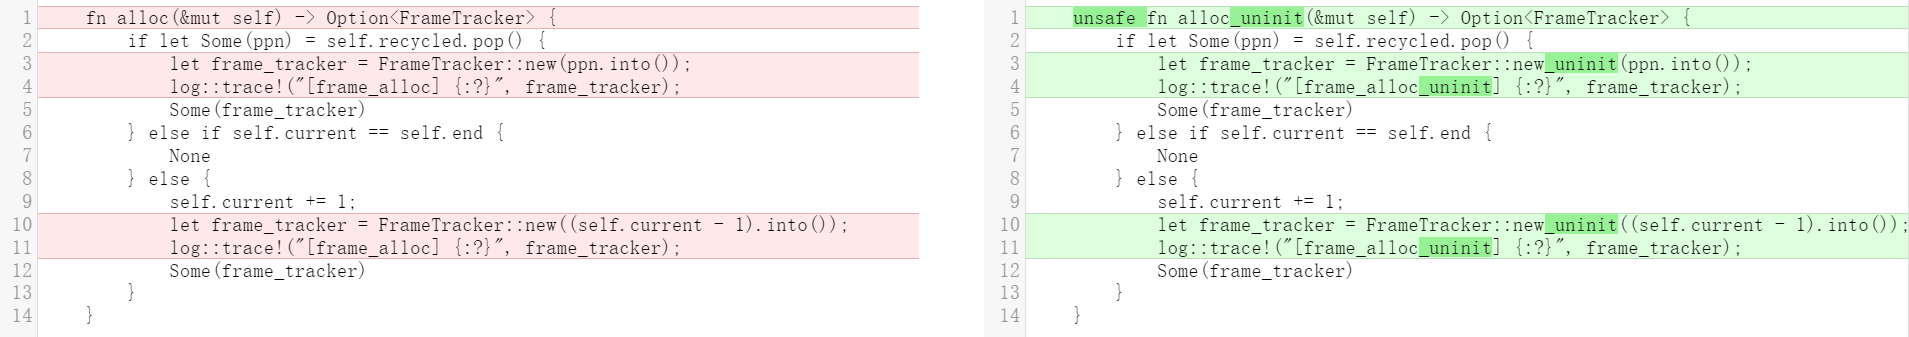 1 fn alloc(&mut self) -> Option<FrameTracker> {
2 if let Some(ppn) = self.recycled.pop() {
3 let frame_tracker = FrameTracker::new(ppn.into());
4 log::trace!("[frame_alloc] {:?}", frame_tracker);
5 Some(frame_tracker)
6 } else if self.current == self.end {
7 None
8 } else {
9 self.current += 1;
10 let frame_tracker = FrameTracker::new((self.current - 1).into());
11 log::trace!("[frame_alloc] {:?}", frame_tracker);
12 Some(frame_tracker)
13 }
14 }
1 unsafe fn alloc_uninit(&mut self) -> Option<FrameTracker> {
2 if let Some(ppn) = self.recycled.pop() {
3 let frame_tracker = FrameTracker::new_uninit(ppn.into());
4 log::trace!("[frame_alloc_uninit] {:?}", frame_tracker);
5 Some(frame_tracker)
6 } else if self.current == self.end {
7 None
8 } else {
9 self.current += 1;
10 let frame_tracker = FrameTracker::new_uninit((self.current - 1).into());
11 log::trace!("[frame_alloc_uninit] {:?}", frame_tracker);
12 Some(frame_tracker)
13 }
14 }